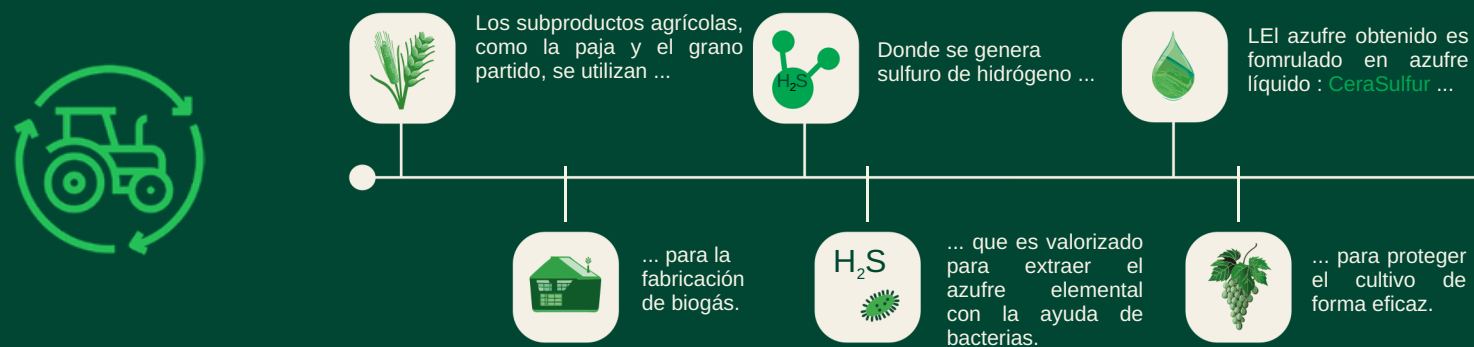 Los subproductos agrícolas,
como la paja y el grano
partido, se utilizan ...
... para la
fabricación
de biogás.
H₂S
Donde se genera
sulfuro de hidrógeno ...
H₂S
... que es valorizado
para extraer el
azufre elemental
con la ayuda de
bacterias.
LEl azufre obtenido es
fomrulado en azufre
líquido : CeraSulfur ...
... para proteger
el cultivo de
forma eficaz.